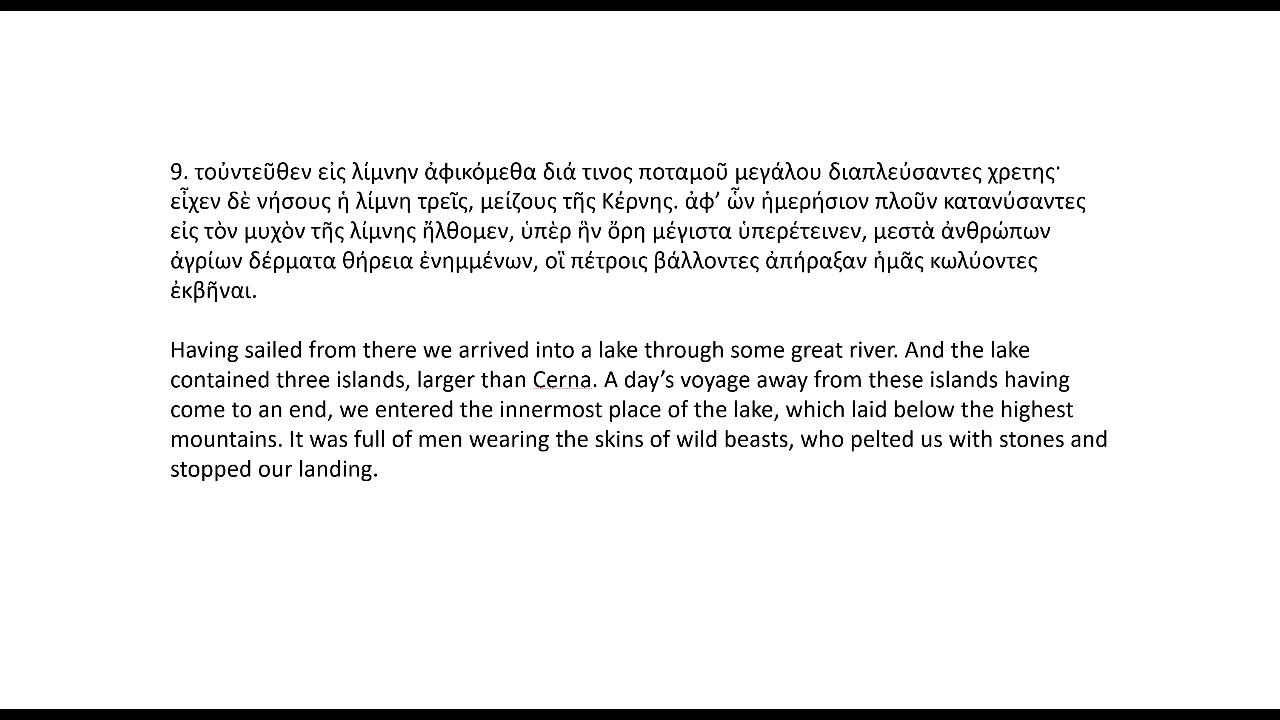 9. τοὐντεῦθεν εἰς λίμνην ἀφικόμεθα διά τινος ποταμοῦ μεγάλου διαπλεύσαντες χρετης·
εἶχεν δὲ νήσους ἡ λίμνη τρεῖς, μείζους τῆς Κέρνης. ἀφ’ ὧν ἡμερήσιον πλοῦν κατανύσαντες
εἰς τὸν μυχὸν τῆς λίμνης ἤλθομεν, ὑπὲρ ἣν ὄρη μέγιστα ὑπερέτεινεν, μεστὰ ἀνθρώπων
ἀγρίων δέρματα θήρεια ἐνημμένων, οἳ πέτροις βάλλοντες ἀπήραξαν ἡμᾶς κωλύοντες
ἐκβῆναι.
Having sailed from there we arrived into a lake through some great river. And the lake
contained three islands, larger than Cerna. A day’s voyage away from these islands having
come to an end, we entered the innermost place of the lake, which laid below the highest
mountains. It was full of men wearing the skins of wild beasts, who pelted us with stones and
stopped our landing.